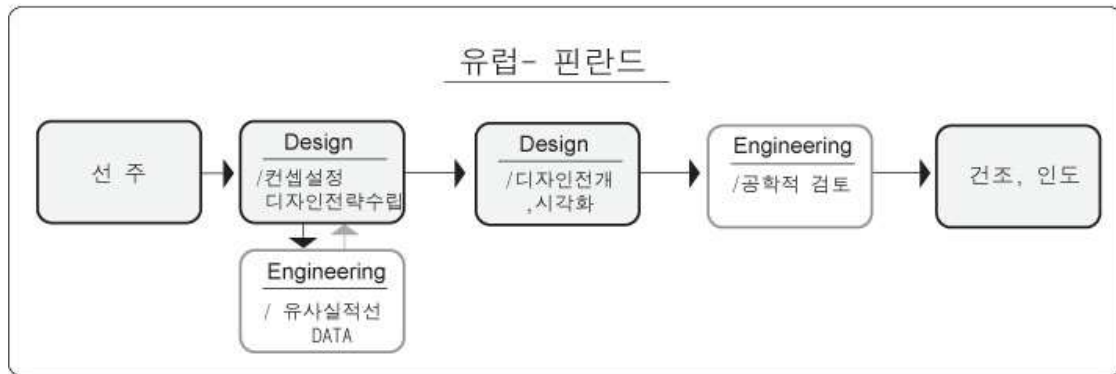 유럽- 핀란드
선 주
Design
/컨셉설정
디자인전략수립
Engineering
/ 유사실적선
DATA
Design
/디자인전개
,시각화
Engineering
/공학적 검토
건조, 인도